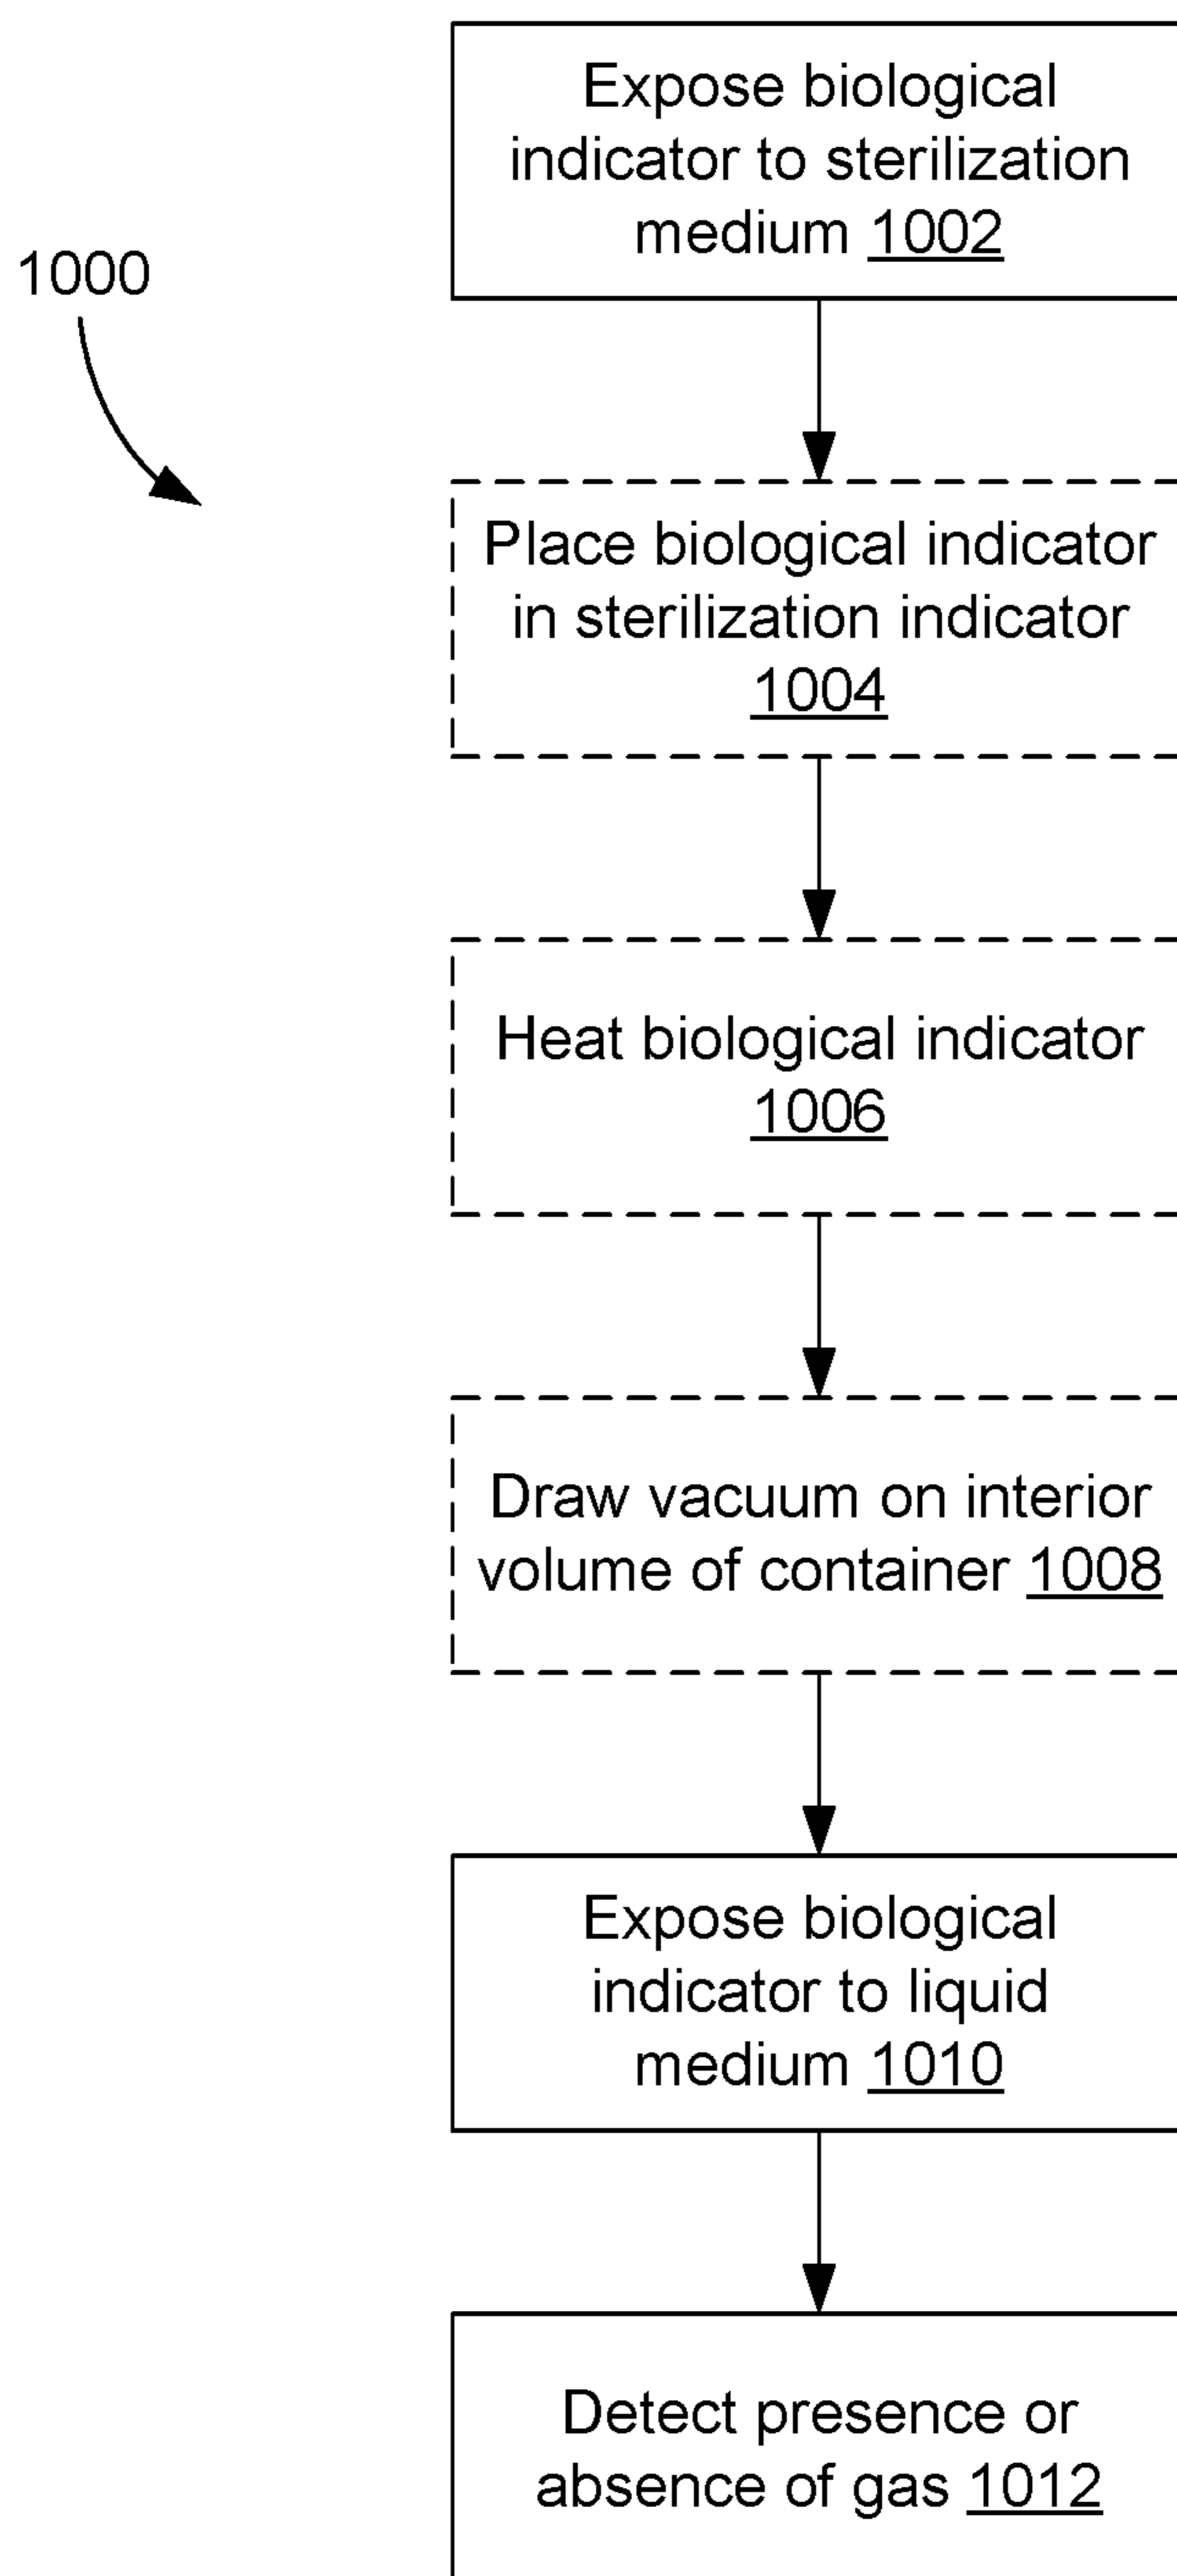 Expose biological
indicator to sterilization
medium 1002
1000
Place biological indicator
in sterilization indicator
1004
Heat biological indicator
1006
Draw vacuum on interior
volume of container 1008
Expose biological
indicator to liquid
medium 1010
Detect presence or
absence of gas 1012